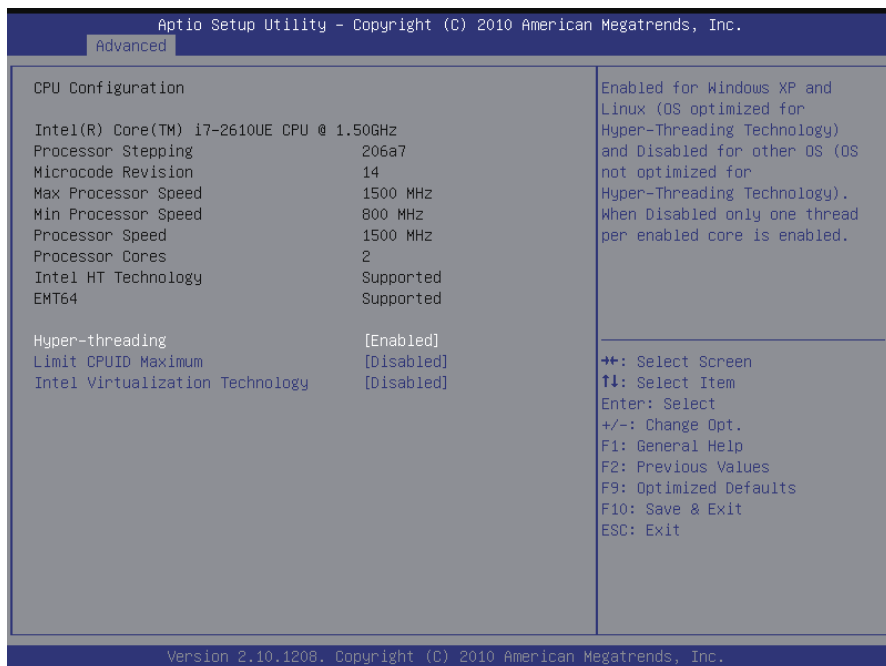 Aptio Setup Utility – Copyright (C) 2010 American Megatrends, Inc.
Advanced
CPU Configuration
Intel(R) Core(TM) i7-2610UE CPU @ 1.50GHz
Processor Stepping 206a7
Microcode Revision 14
Max Processor Speed 1500 MHz
Min Processor Speed 800 MHz
Processor Speed 1500 MHz
Processor Cores 2
Intel HT Technology Supported
EMT64 Supported
Hyper-threading [Enabled]
Limit CPUID Maximum [Disabled]
Intel Virtualization Technology [Disabled]
Enabled for Windows XP and
Linux (OS optimized for
Hyper-Threading Technology)
and Disabled for other OS (OS
not optimized for
Hyper-Threading Technology).
When Disabled only one thread
per enabled core is enabled.
→←: Select Screen
↑↓: Select Item
Enter: Select
+/-: Change Opt.
F1: General Help
F2: Previous Values
F9: Optimized Defaults
F10: Save & Exit
ESC: Exit
Version 2.10.1208. Copyright (C) 2010 American Megatrends, Inc.